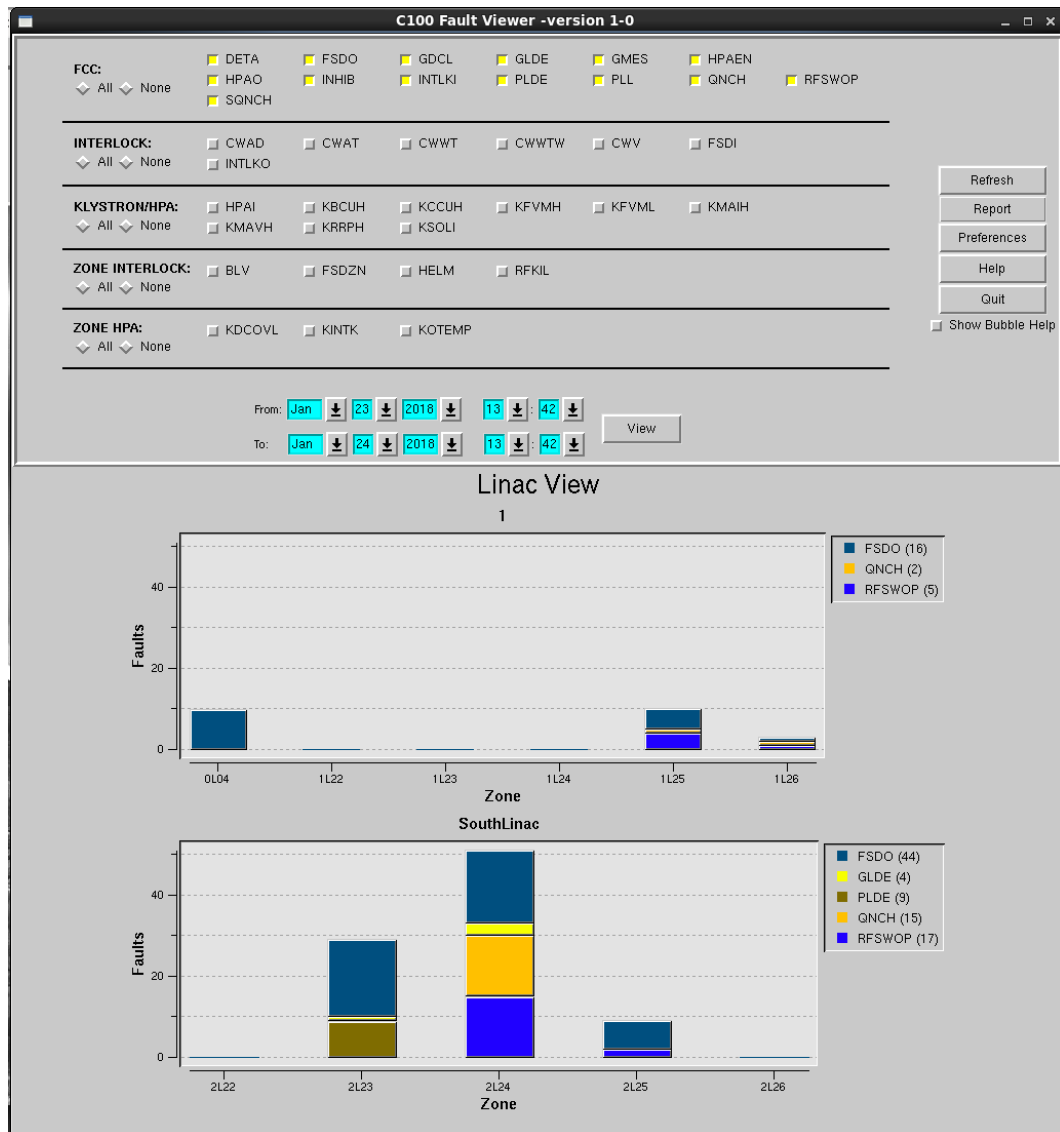 C100 Fault Viewer -version 1-0
FCC:
All None
DETA FSDO GDCL GLDE GMES HPAEN
HPAO INHIB INTLKI PLDE PLL QNCH RFSWOP
SQNCH
INTERLOCK:
All None
CWAD CWAT CWWT CWWTW CWV FSDI
INTLKO
KLYSTRON/HPA:
All None
HPAI KBCUH KCCUH KFVMH KFVML KMAIH
KMAVH KRRPH KSOLI
ZONE INTERLOCK:
All None
BLV FSDZN HELM RFKIL
ZONE HPA:
All None
KDCOVL KINTK KOTEMP
Refresh
Report
Preferences
Help
Quit
Show Bubble Help
From: Jan 23 2018 13 : 42
To: Jan 24 2018 13 : 42
View
Linac View
1
FSDO (16)
QNCH (2)
RFSWOP (5)
Faults
40
20
0
0L04 1L22 1L23 1L24 1L25 1L26
Zone
SouthLinac
FSDO (44)
GLDE (4)
PLDE (9)
QNCH (15)
RFSWOP (17)
Faults
40
20
0
2L22 2L23 2L24 2L25 2L26
Zone